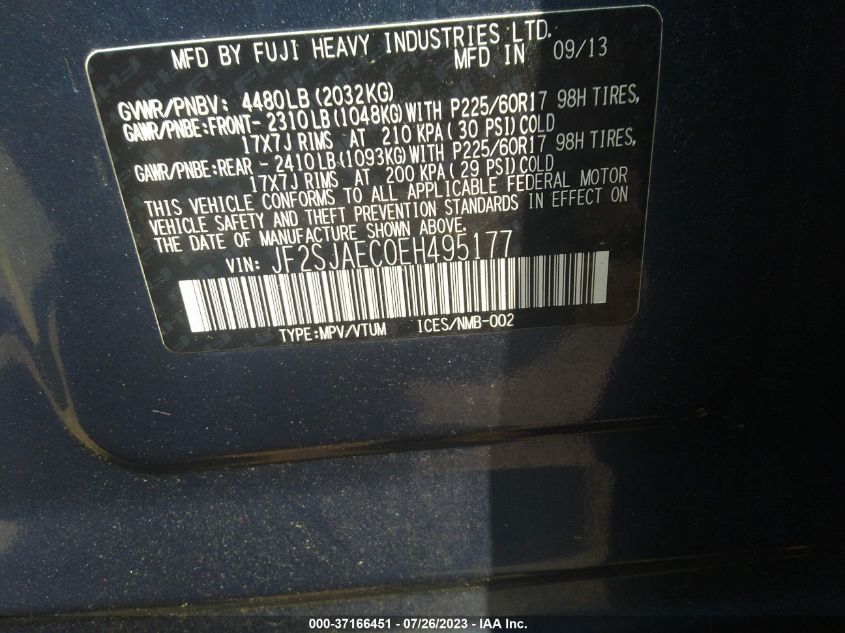 MFD BY FUJI HEAVY INDUSTRIES LTD.
MFD IN 09/13
GVWR/PNBV: 4480LB(2032KG)
GAWR/PNBE:FRONT-2310LB(1048KG)WITH P225/60R17 98H TIRES,
17X7J RIMS AT 210 KPA(30 PSI)COLD
GAWR/PNBE:REAR -2410LB(1093KG)WITH P225/60R17 98H TIRES,
17X7J RIMS AT 200 KPA(29 PSI)COLD
THIS VEHICLE CONFORMS TO ALL APPLICABLE FEDERAL MOTOR
VEHICLE SAFETY AND THEFT PREVENTION STANDARDS IN EFFECT ON
THE DATE OF MANUFACTURE SHOWN ABOVE.
VIN: JF2SJAEC0EH495177
TYPE:MPV/VTUM ICES/NMB-002
000-37166451 / 07/26/2023 - IAA Inc.